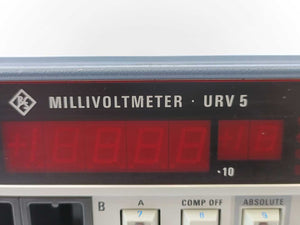 R&S MILLIVOLTMETER · URV 5
·10
B A COMP OFF ABSOLUTE
7 8 9